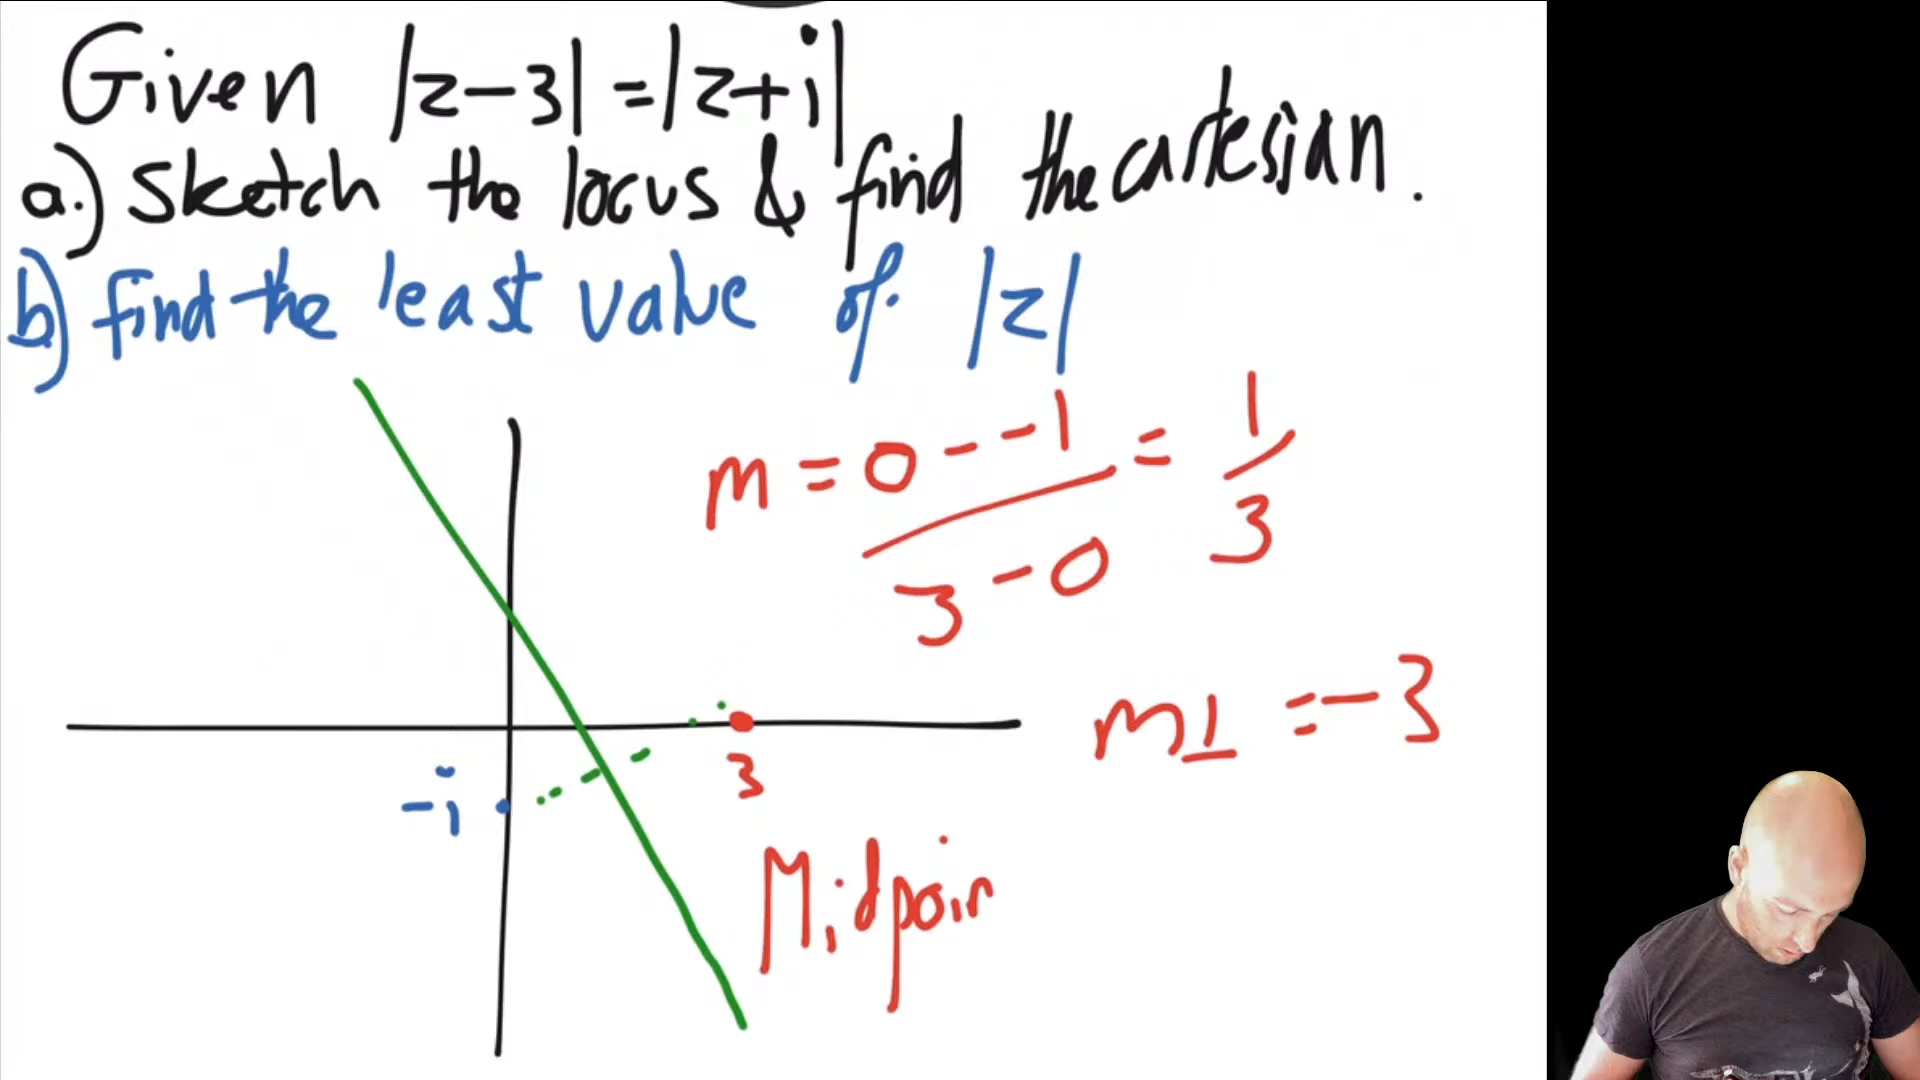 Given |z-3| = |z+i|
a.) Sketch the locus & find the cartesian.
b) find the least value of |z|
m = 0--1/3-0 = 1/3
m⊥ = -3
3
-i
Midpoin